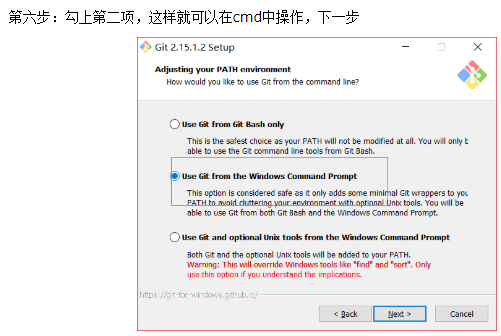 第六步：勾上第二项，这样就可以在cmd中操作，下一步
Git 2.15.1.2 Setup
Adjusting your PATH environment
How would you like to use Git from the command line?
Use Git from Git Bash only
This is the safest choice as your PATH will not be modified at all. You will only b
able to use the Git command line tools from Git Bash.
Use Git from the Windows Command Prompt
This option is considered safe as it only adds some minimal Git wrappers to you
PATH to avoid cluttering your environment with optional Unix tools. You will be
able to use Git from both Git Bash and the Windows Command Prompt.
Use Git and optional Unix tools from the Windows Command Prompt
Both Git and the optional Unix tools will be added to your PATH.
Warning: This will override Windows tools like "find" and "sort". Only
use this option if you understand the implications.
https://git-for-windows.github.io/
< Back
Next >
Cancel